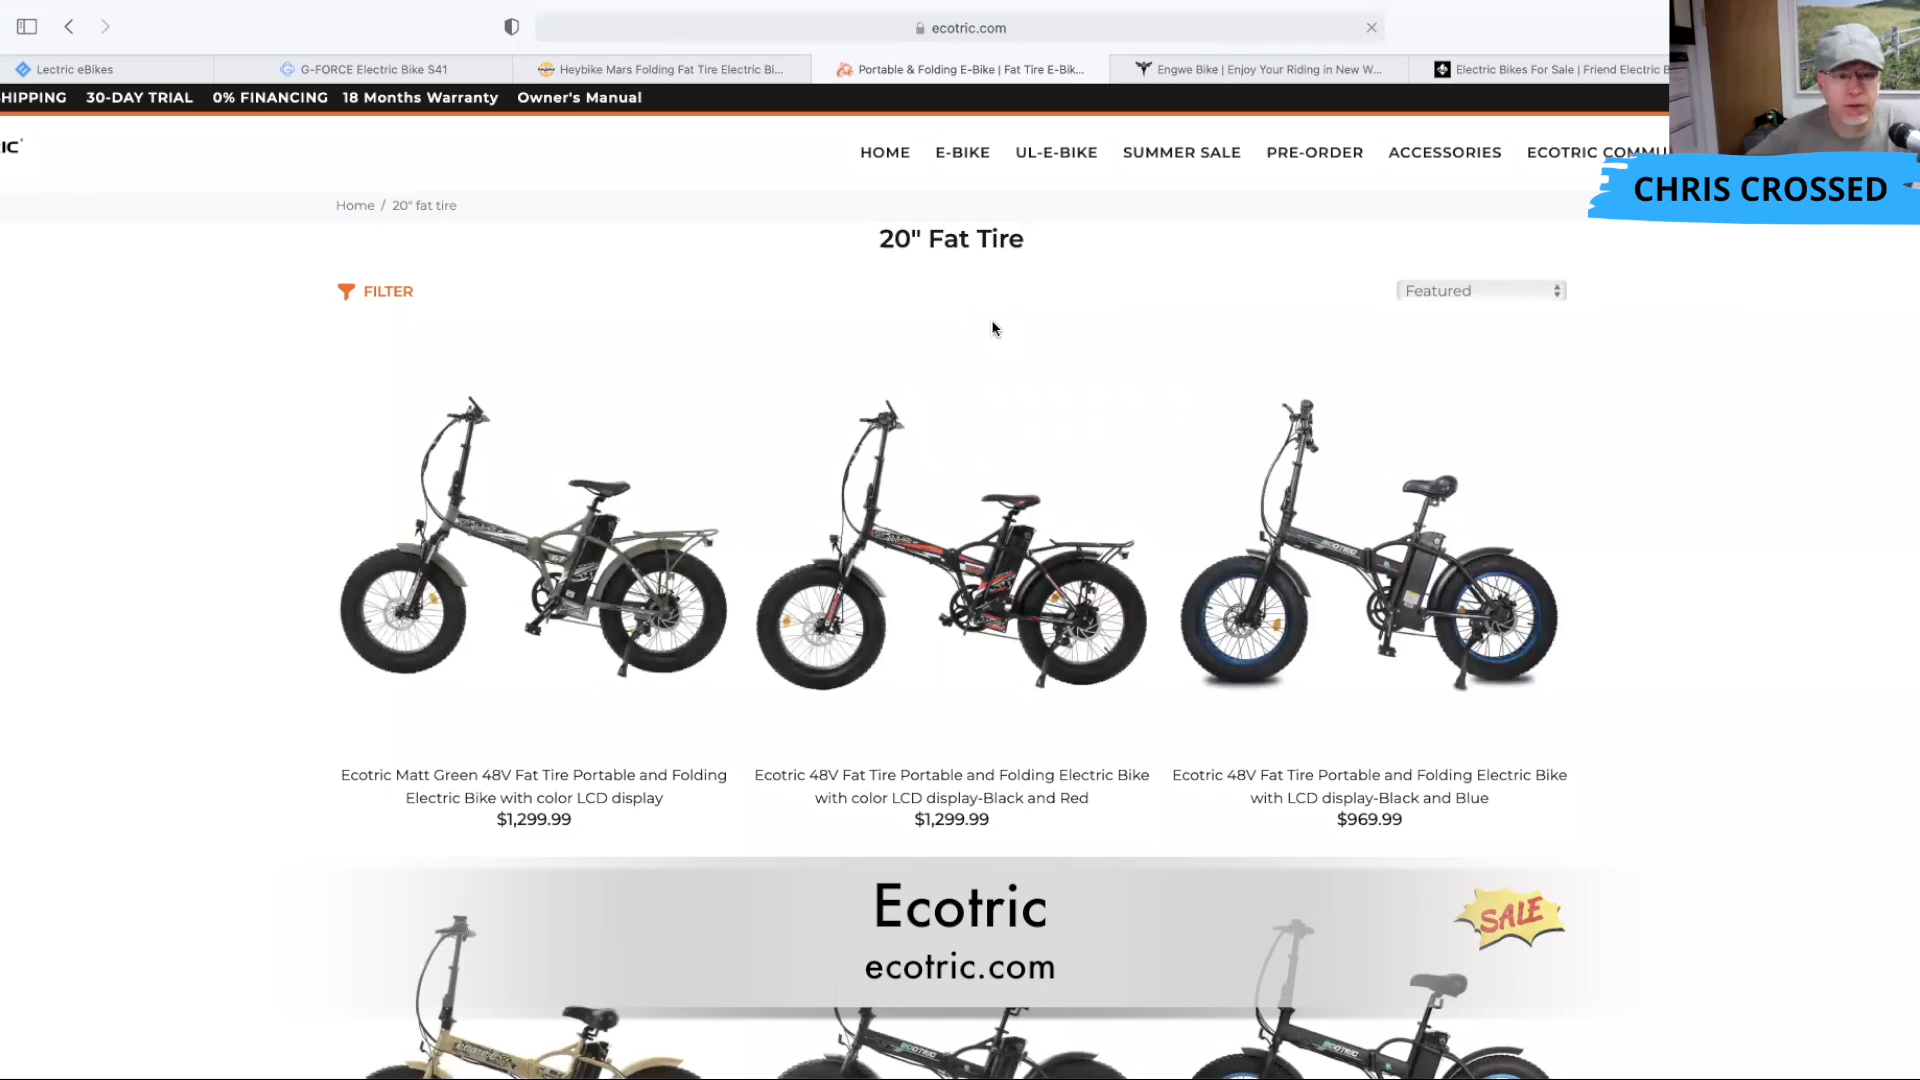 ecotric.com
Lectric eBikes
G-FORCE Electric Bike S41
Heybike Mars Folding Fat Tire Electric Bi...
Portable & Folding E-Bike | Fat Tire E-Bik...
Engwe Bike | Enjoy Your Riding in New W...
Electric Bikes For Sale | Friend Electric B
HIPPING 30-DAY TRIAL 0% FINANCING 18 Months Warranty Owner's Manual
IC
HOME E-BIKE UL-E-BIKE SUMMER SALE PRE-ORDER ACCESSORIES ECOTRIC COMMU
CHRIS CROSSED
Home / 20" fat tire
20" Fat Tire
FILTER
Featured
Ecotric Matt Green 48V Fat Tire Portable and Folding
Electric Bike with color LCD display
$1,299.99
Ecotric 48V Fat Tire Portable and Folding Electric Bike
with color LCD display-Black and Red
$1,299.99
Ecotric 48V Fat Tire Portable and Folding Electric Bike
with LCD display-Black and Blue
$969.99
Ecotric
ecotric.com
SALE